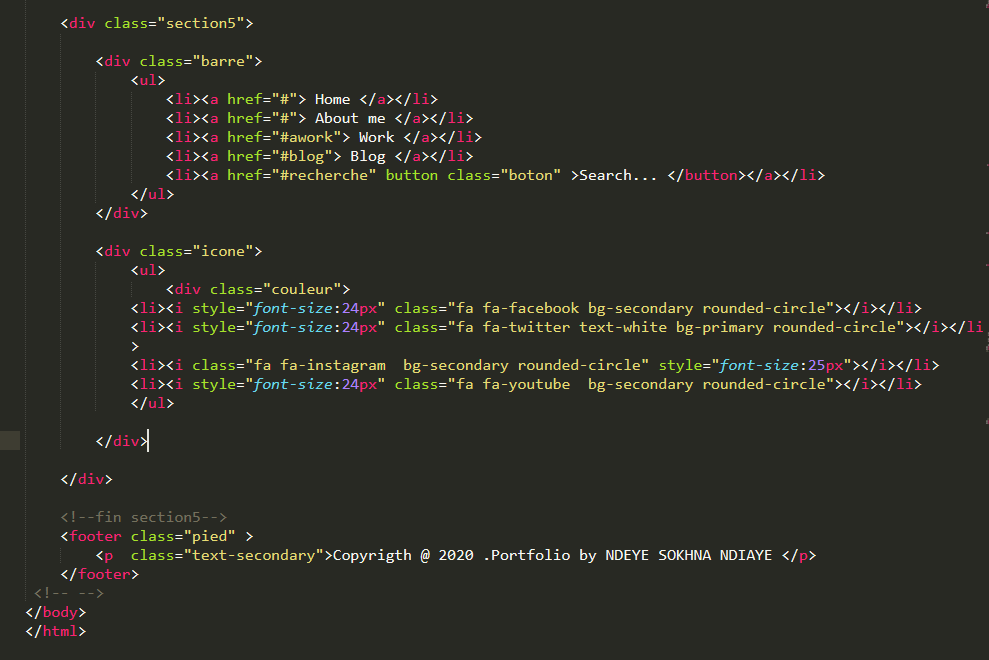 <div class="section5">
<div class="barre">
<ul>
<li><a href="#"> Home </a></li>
<li><a href="#"> About me </a></li>
<li><a href="#awork"> Work </a></li>
<li><a href="#blog"> Blog </a></li>
<li><a href="#recherche" button class="boton" >Search... </button></a></li>
</ul>
</div>
<div class="icone">
<ul>
<div class="couleur">
<li><i style="font-size:24px" class="fa fa-facebook bg-secondary rounded-circle"></i></li>
<li><i style="font-size:24px" class="fa fa-twitter text-white bg-primary rounded-circle"></i></li
>
<li><i class="fa fa-instagram  bg-secondary rounded-circle" style="font-size:25px"></i></li>
<li><i style="font-size:24px" class="fa fa-youtube  bg-secondary rounded-circle"></i></li>
</ul>
</div>
</div>
<!--fin section5-->
<footer class="pied" >
<p  class="text-secondary">Copyrigth @ 2020 .Portfolio by NDEYE SOKHNA NDIAYE </p>
</footer>
<!-- -->
</body>
</html>